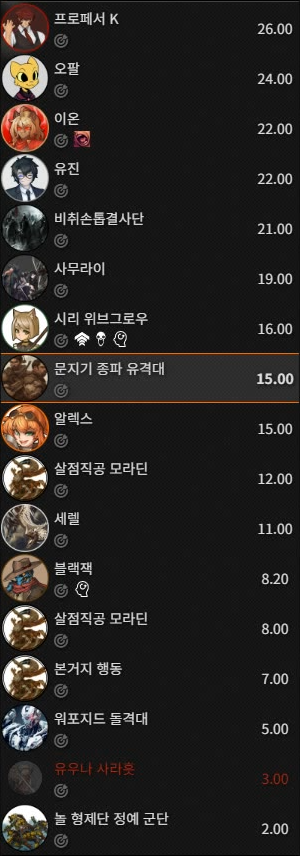 프로페서 K
26.00
오팔
24.00
이온
22.00
유진
22.00
비취손톱결사단
21.00
사무라이
19.00
시리 위브그로우
16.00
문지기 종파 유격대
15.00
알렉스
15.00
살점직공 모라딘
12.00
세렐
11.00
블랙잭
8.20
살점직공 모라딘
8.00
본거지 행동
7.00
워포지드 돌격대
5.00
유우나 사라훗
3.00
놀 형제단 정예 군단
2.00